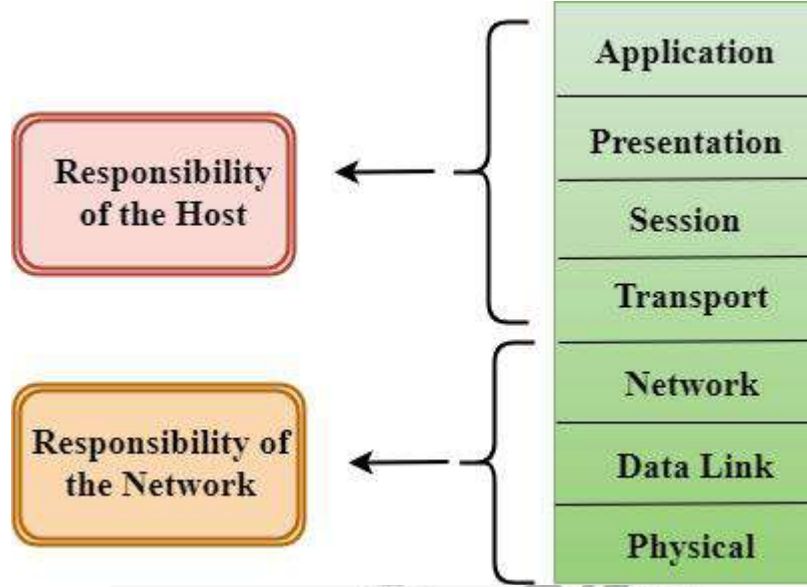 Application
Presentation
Responsibility
of the Host
Session
Transport
Network
Responsibility of
the Network
Data Link
Physical